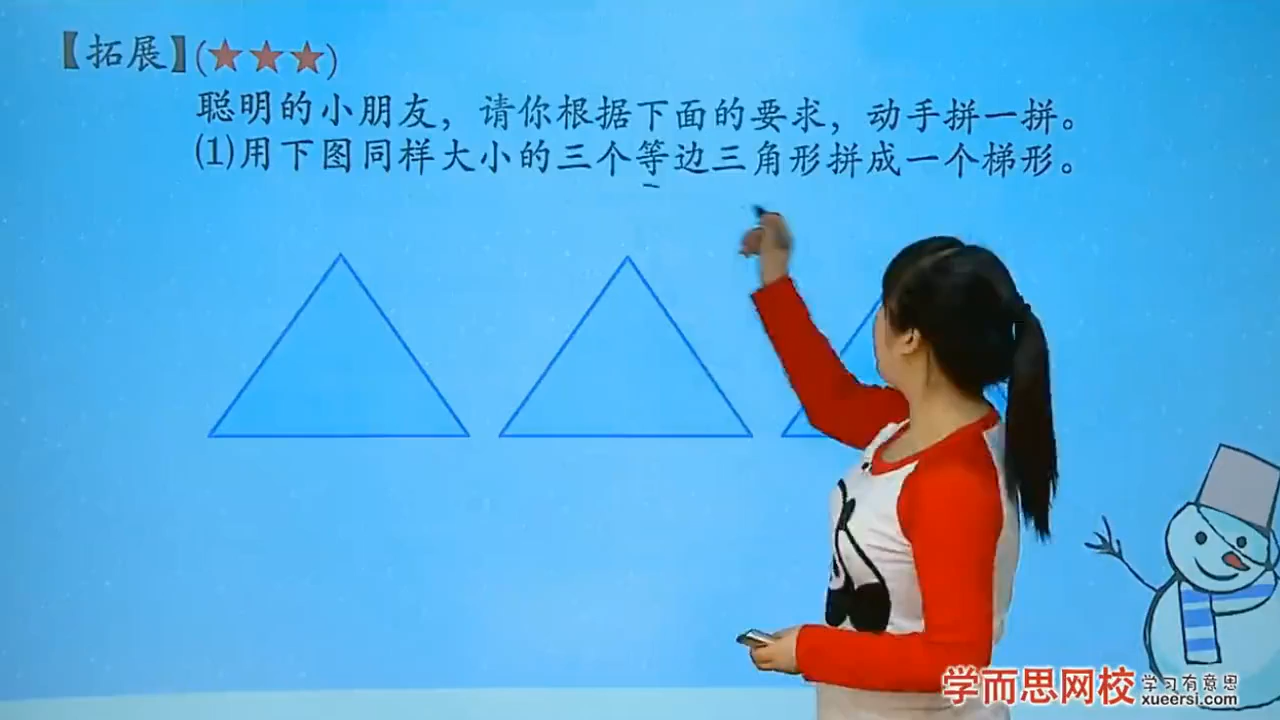 【拓展】(★★★)
聪明的小朋友，请你根据下面的要求，动手拼一拼。
(1)用下图同样大小的三个等边三角形拼成一个梯形。
学而思网校 学习有意思
xueersi.com